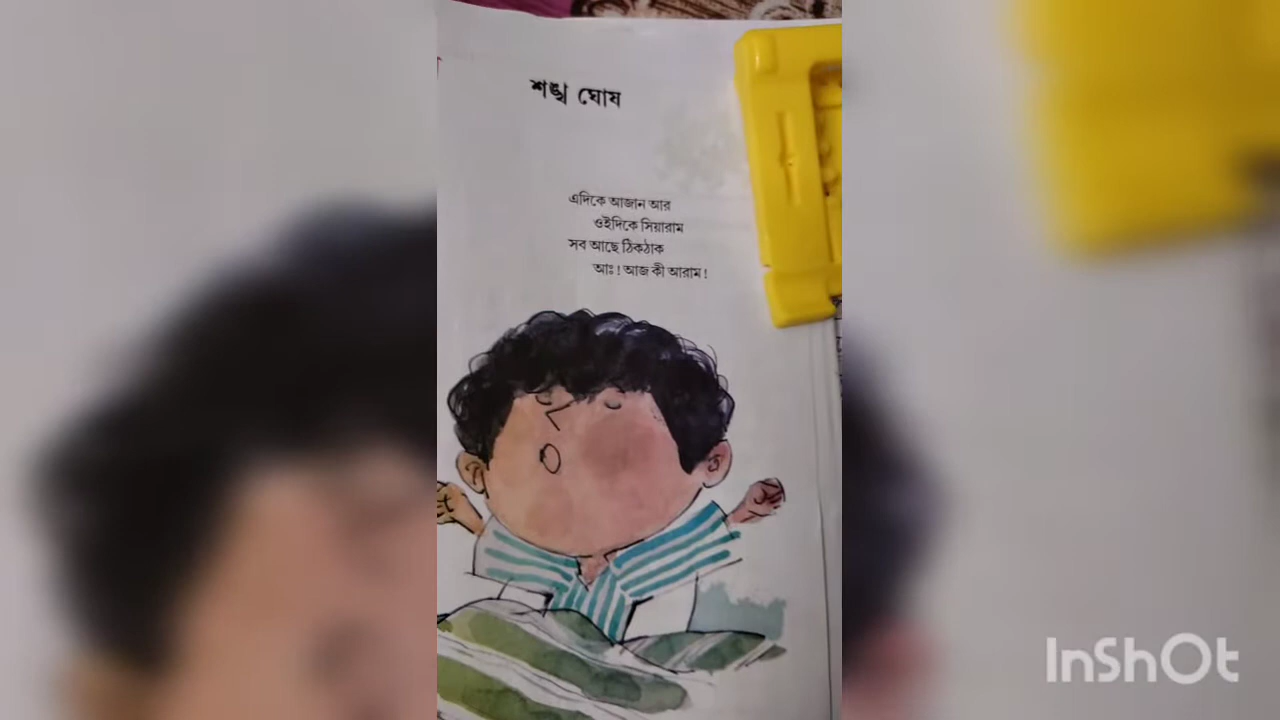 শঙ্খ ঘোষ
এদিকে আজান আর
ওইদিকে সিয়ারাম
সব আছে ঠিকঠাক
আঃ! আজ কী আরাম!
InShOt